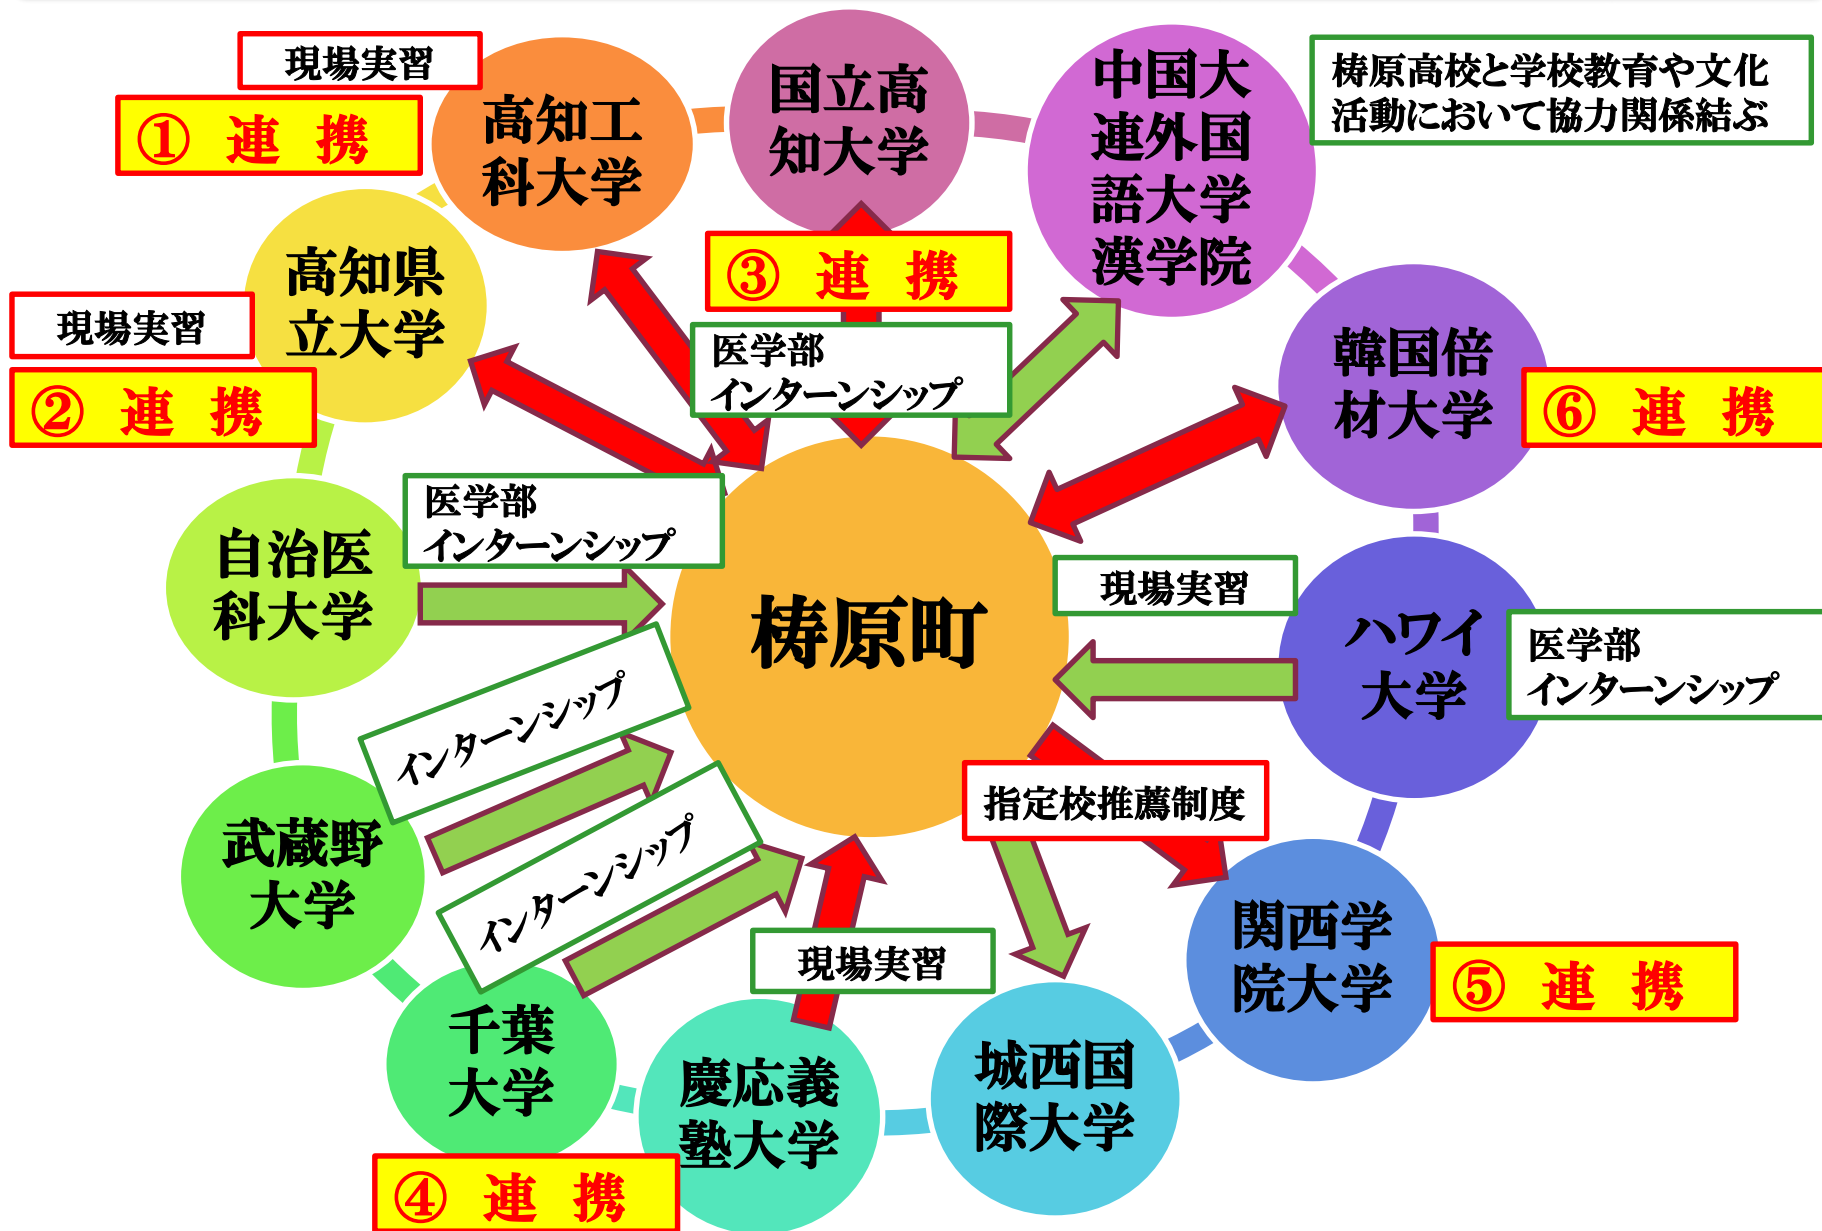 現場実習
① 連 携
高知工
科大学
国立高
知大学
中国大
連外国
語大学
漢学院
梼原高校と学校教育や文化
活動において協力関係結ぶ
高知県
立大学
現場実習
② 連 携
③ 連 携
医学部
インターンシップ
韓国倍
材大学
⑥ 連 携
自治医
科大学
医学部
インターンシップ
梼原町
現場実習
ハワイ
大学
医学部
インターンシップ
インターンシップ
武蔵野
大学
インターンシップ
指定校推薦制度
関西学
院大学
⑤ 連 携
千葉
大学
④ 連 携
現場実習
慶応義
塾大学
城西国
際大学